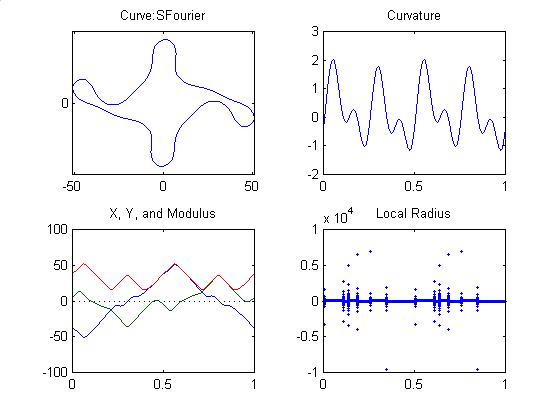 Curve:SFourier
0
-50 0 50
Curvature
3
2
1
0
-1
-2
0 0.5 1
X, Y, and Modulus
100
50
0
-50
-100
0 0.5 1
Local Radius
x 10^4
1
0.5
0
-0.5
-1
0 0.5 1